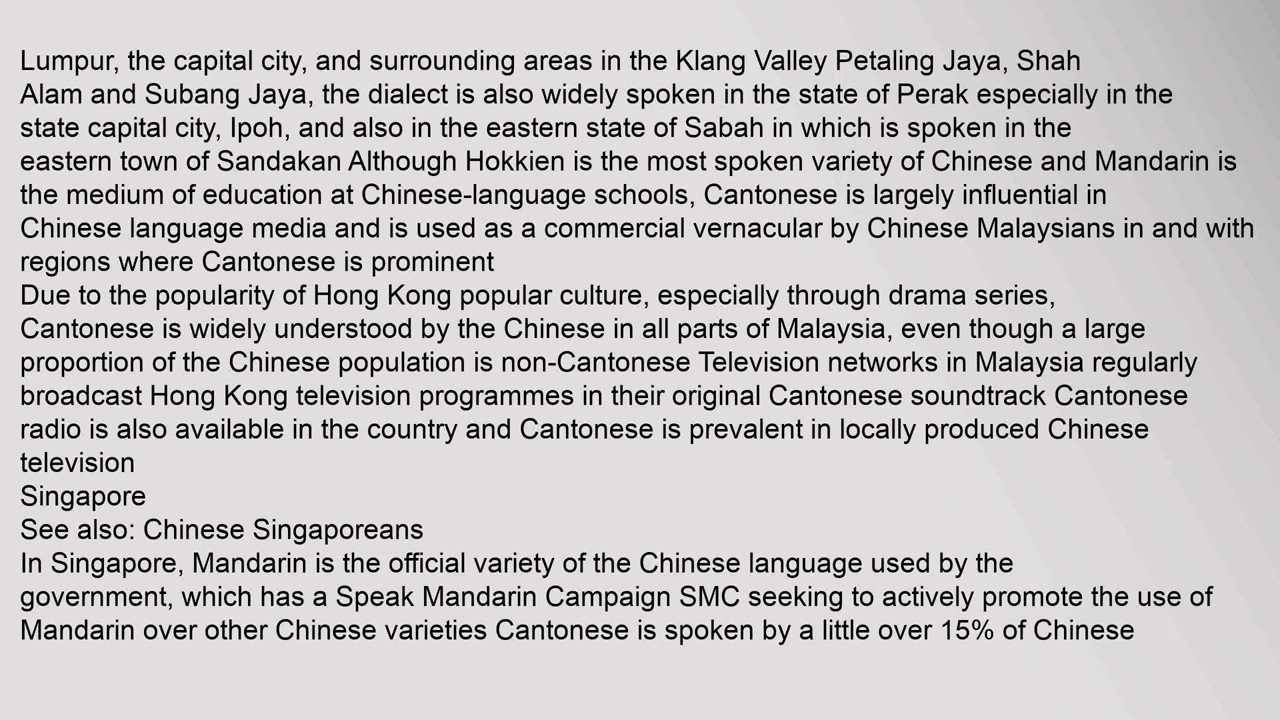 Lumpur, the capital city, and surrounding areas in the Klang Valley Petaling Jaya, Shah
Alam and Subang Jaya, the dialect is also widely spoken in the state of Perak especially in the
state capital city, Ipoh, and also in the eastern state of Sabah in which is spoken in the
eastern town of Sandakan Although Hokkien is the most spoken variety of Chinese and Mandarin is
the medium of education at Chinese-language schools, Cantonese is largely influential in
Chinese language media and is used as a commercial vernacular by Chinese Malaysians in and with
regions where Cantonese is prominent
Due to the popularity of Hong Kong popular culture, especially through drama series,
Cantonese is widely understood by the Chinese in all parts of Malaysia, even though a large
proportion of the Chinese population is non-Cantonese Television networks in Malaysia regularly
broadcast Hong Kong television programmes in their original Cantonese soundtrack Cantonese
radio is also available in the country and Cantonese is prevalent in locally produced Chinese
television
Singapore
See also: Chinese Singaporeans
In Singapore, Mandarin is the official variety of the Chinese language used by the
government, which has a Speak Mandarin Campaign SMC seeking to actively promote the use of
Mandarin over other Chinese varieties Cantonese is spoken by a little over 15% of Chinese